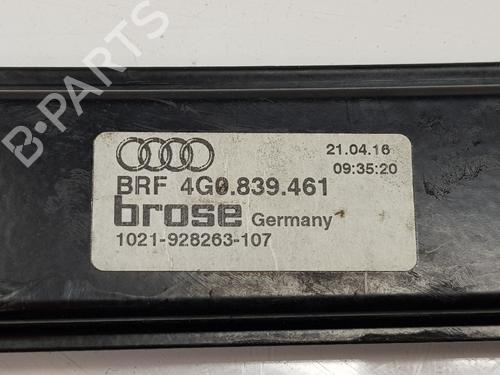 21.04.16
09:35:20
BRF 4G0.839.461
brose Germany
1021-928263-107
B-PARTS